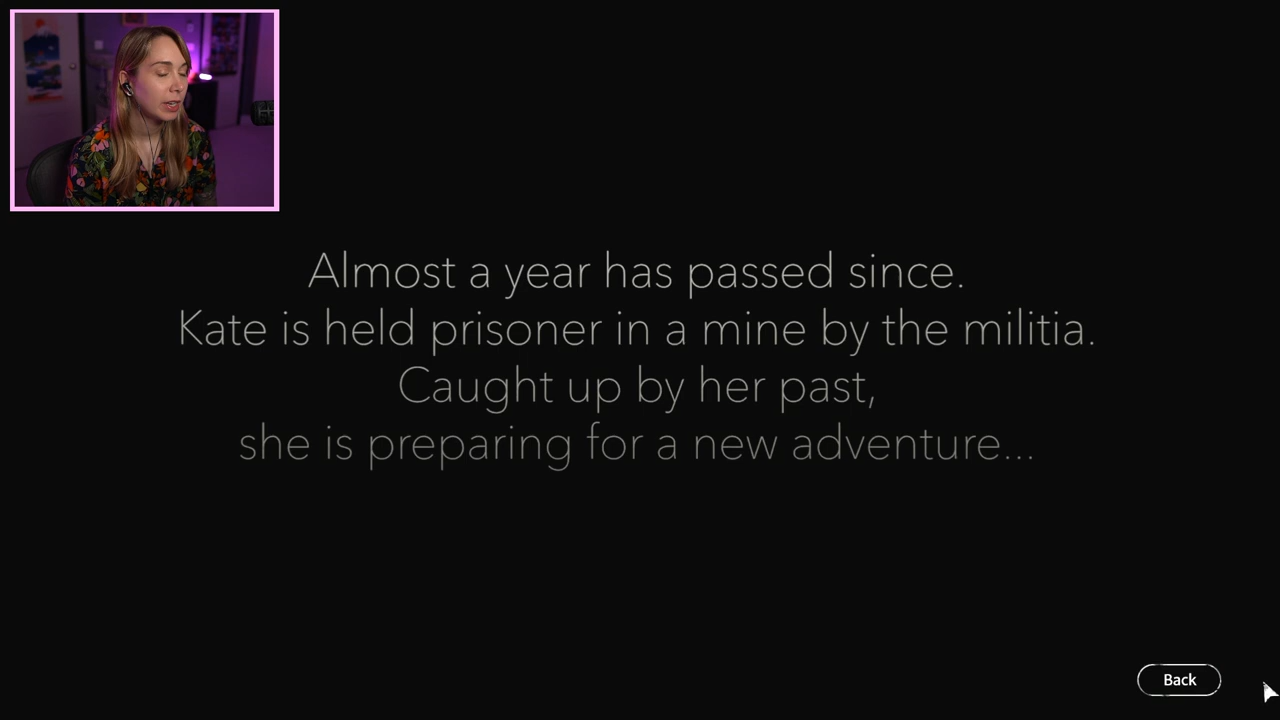 Almost a year has passed since.
Kate is held prisoner in a mine by the militia.
Caught up by her past,
she is preparing for a new adventure...
Back